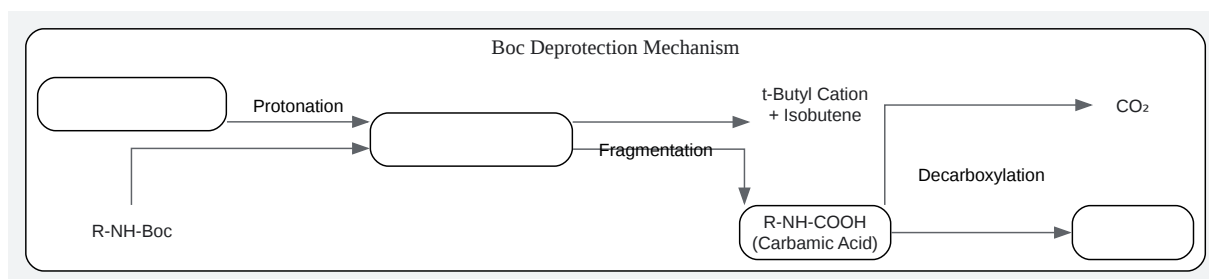 Boc Deprotection Mechanism
Protonation
t-Butyl Cation
+ Isobutene
CO₂
Fragmentation
Decarboxylation
R-NH-Boc
R-NH-COOH
(Carbamic Acid)